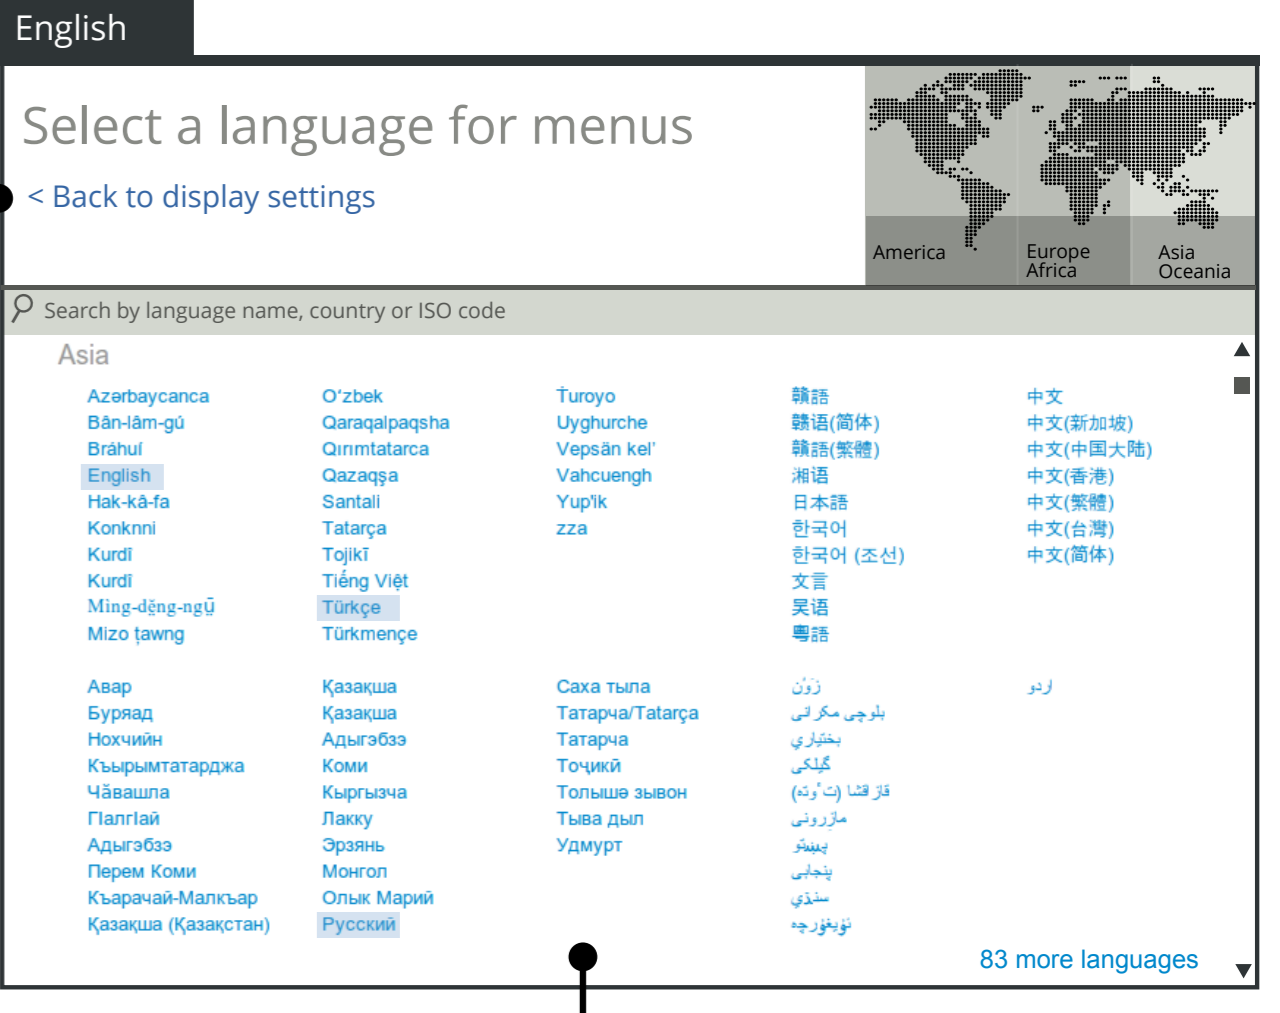 English
Select a language for menus
< Back to display settings
America
Europe
Africa
Asia
Oceania
Search by language name, country or ISO code
Asia
Azərbaycanca
Bân-lâm-gú
Bráhuí
English
Hak-kâ-fa
Konknni
Kurdî
Kurdî
Mìng-dĕ̤ng-ngṳ̄
Mizo ţawng
Oʻzbek
Qaraqalpaqsha
Qırımtatarca
Qazaqşa
Santali
Tatarça
Tojikī
Tiếng Việt
Türkçe
Türkmençe
Ṫuroyo
Uyghurche
Vepsän kel’
Vahcuengh
Yup'ik
zza
贛語
赣语(简体)
贛語(繁體)
湘语
日本語
한국어
한국어 (조선)
文言
吴语
粵語
中文
中文(新加坡)
中文(中国大陆)
中文(香港)
中文(繁體)
中文(台灣)
中文(简体)
Авар
Буряад
Нохчийн
Къырымтатарджа
Чӑвашла
ГӀалгӀай
Адыгэбзэ
Перем Коми
Къарачай-Малкъар
Қазақша (Қазақстан)
Қазақша
Қазақша
Адыгэбзэ
Коми
Кыргызча
Лакку
Эрзянь
Монгол
Олык Марий
Русский
Саха тыла
Татарча/Tatarça
Татарча
Тоҷикӣ
Толышә зывон
Тыва дыл
Удмурт
بلوچی مکرانی
بختیاري
گیلکی
مازِرونی
پښتو
پنجابی
سنڌي
ئۇيغۇرچە
اردو
83 more languages